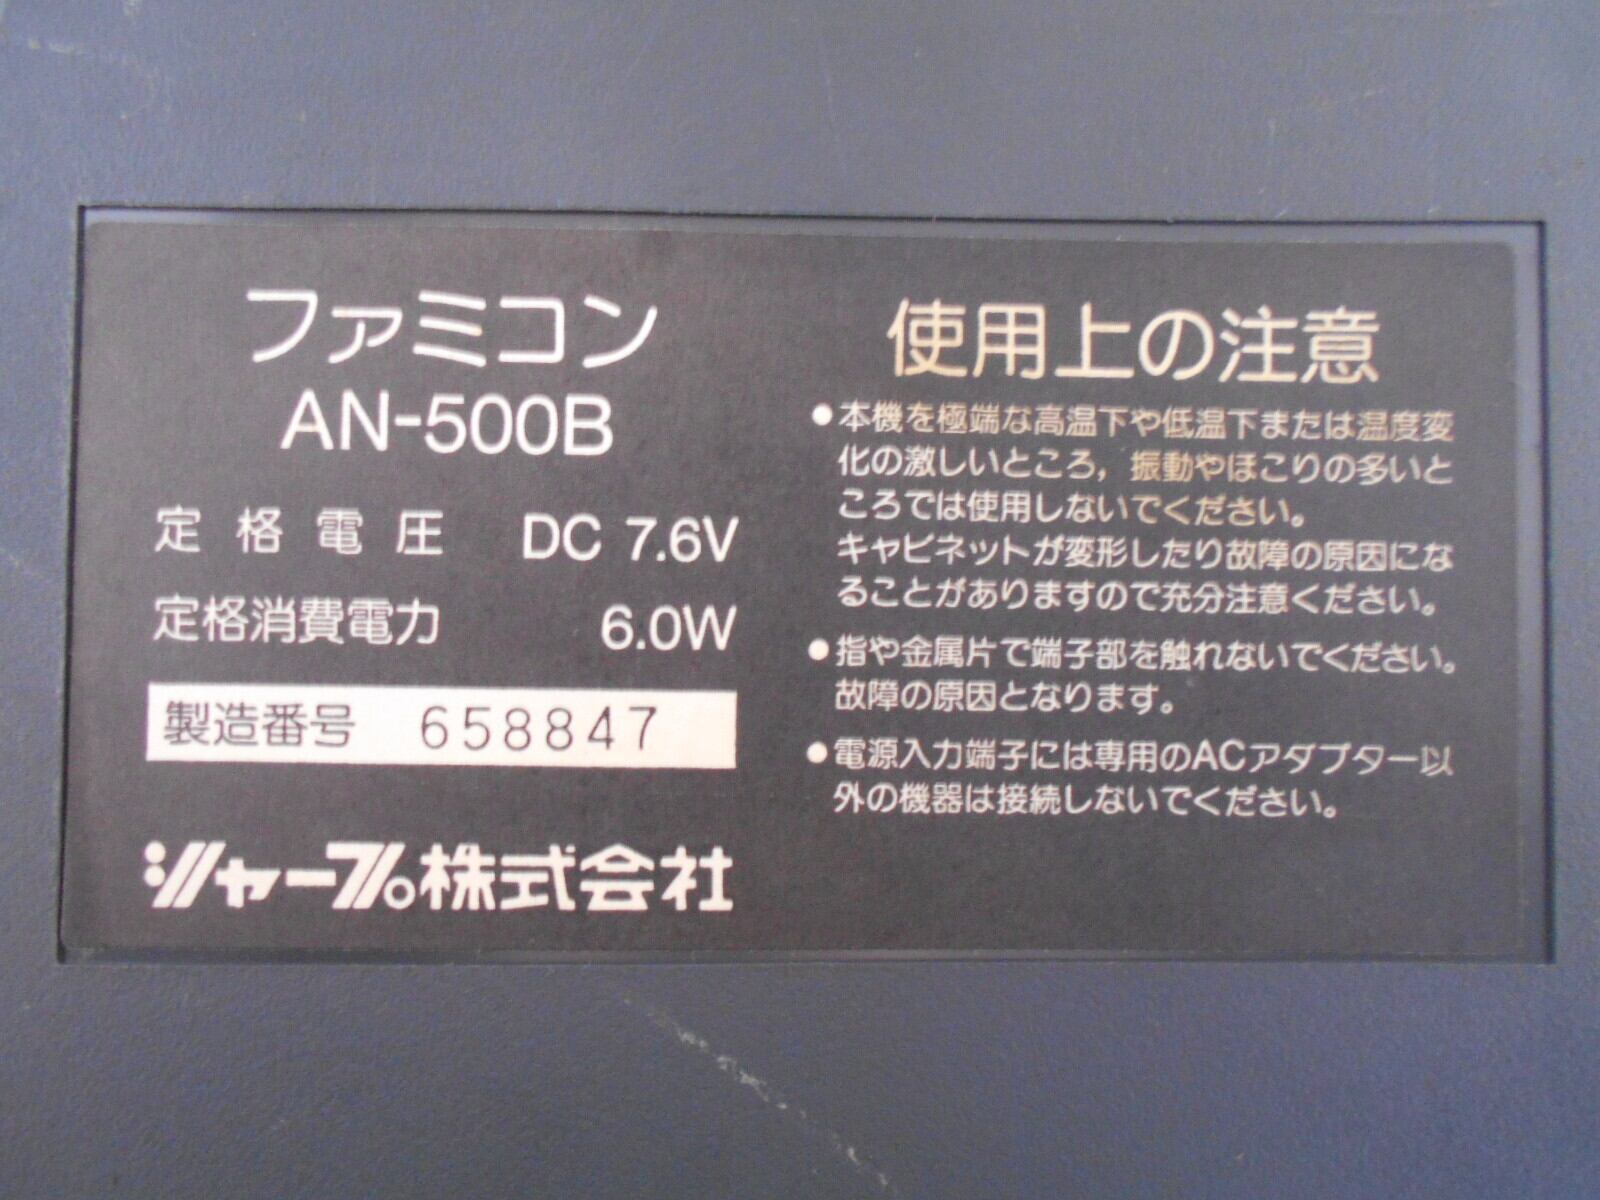 ファミコン
AN-500B
定格電圧 DC 7.6V
定格消費電力 6.0W
製造番号 658847
シャープ株式会社
使用上の注意
●本機を極端な高温下や低温下または温度変
化の激しいところ,振動やほこりの多いと
ころでは使用しないでください。
キャビネットが変形したり故障の原因にな
ることがありますので充分注意ください。
●指や金属片で端子部を触れないでください。
故障の原因となります。
●電源入力端子には専用のACアダプター以
外の機器は接続しないでください。